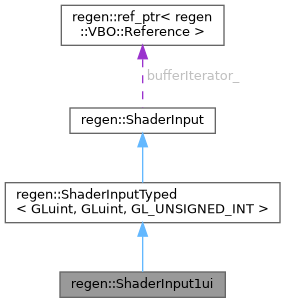 regen::ref_ptr< regen
::VBO::Reference >
bufferIterator_
regen::ShaderInput
regen::ShaderInputTyped
< GLuint, GLuint, GL_UNSIGNED_INT >
regen::ShaderInput1ui